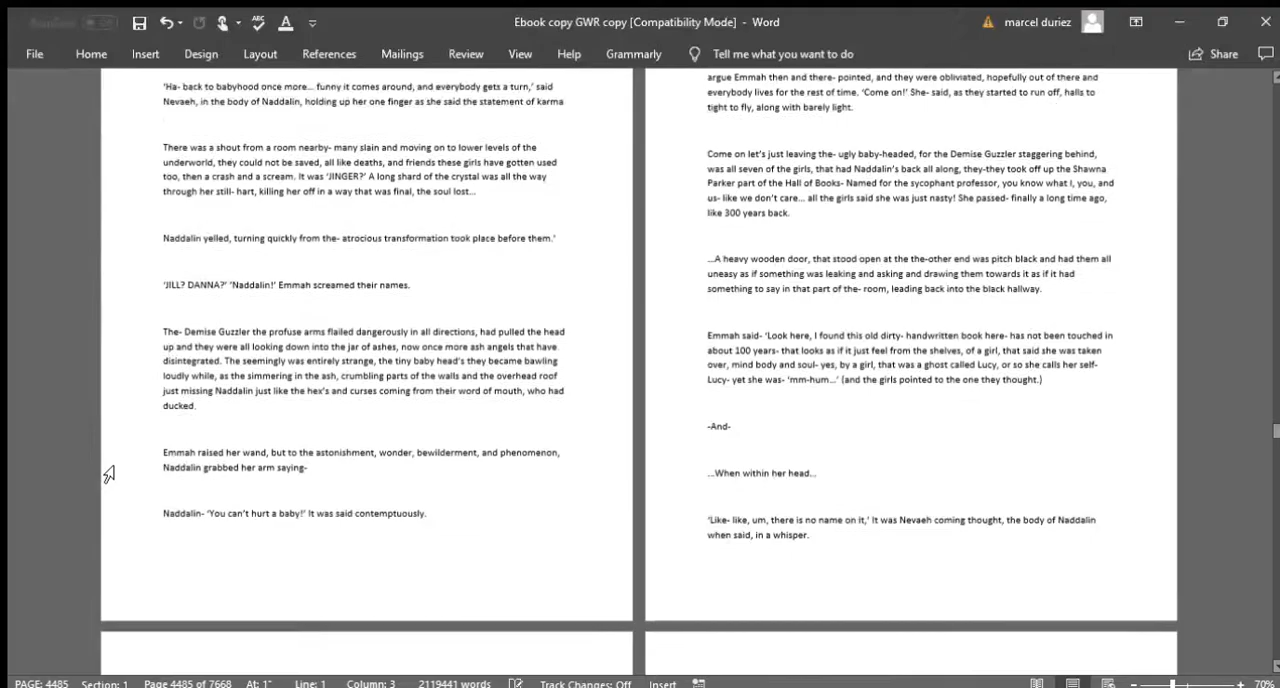 Ebook copy GWR copy [Compatibility Mode] - Word
marcel duriez
File Home Insert Design Layout References Mailings Review View Help Grammarly Tell me what you want to do Share
'Ha- back to babyhood once more... funny it comes around, and everybody gets a turn,' said
Nevaeh, in the body of Naddalin, holding up her one finger as she said the statement of karma
There was a shout from a room nearby- many slain and moving on to lower levels of the
underworld, they could not be saved, all like deaths, and friends these girls have gotten used
too, then a crash and a scream. It was 'JINGER?' A long shard of the crystal was all the way
through her still- hart, killing her off in a way that was final, the soul lost...
Naddalin yelled, turning quickly from the- atrocious transformation took place before them.'
'JILL? DANNA?' 'Naddalin!' Emmah screamed their names.
The- Demise Guzzler the profuse arms flailed dangerously in all directions, had pulled the head
up and they were all looking down into the jar of ashes, now once more ash angels that have
disintegrated. The seemingly was entirely strange, the tiny baby head's they became bawling
loudly while, as the simmering in the ash, crumbling parts of the walls and the overhead roof
just missing Naddalin just like the hex's and curses coming from their word of mouth, who had
ducked.
Emmah raised her wand, but to the astonishment, wonder, bewilderment, and phenomenon,
Naddalin grabbed her arm saying-
Naddalin- 'You can't hurt a baby!' It was said contemptuously.
argue Emmah then and there- pointed, and they were obliviated, hopefully out of there and
everybody lives for the rest of time. 'Come on!' She- said, as they started to run off, halls to
tight to fly, along with barely light.
Come on let's just leaving the- ugly baby-headed, for the Demise Guzzler staggering behind,
was all seven of the girls, that had Naddalin's back all along, they-they took off up the Shawna
Parker part of the Hall of Books- Named for the sycophant professor, you know what I, you, and
us- like we don't care... all the girls said she was just nasty! She passed- finally a long time ago,
like 300 years back.
...A heavy wooden door, that stood open at the the-other end was pitch black and had them all
uneasy as if something was leaking and asking and drawing them towards it as if it had
something to say in that part of the- room, leading back into the black hallway.
Emmah said- 'Look here, I found this old dirty- handwritten book here- has not been touched in
about 100 years- that looks as if it just feel from the shelves, of a girl, that said she was taken
over, mind body and soul- yes, by a girl, that was a ghost called Lucy, or so she calls her self-
Lucy- yet she was- 'mm-hum...' (and the girls pointed to the one they thought.)
-And-
...When within her head...
'Like- like, um, there is no name on it,' It was Nevaeh coming thought, the body of Naddalin
when said, in a whisper.
PAGE: 4485 Section: 1 Page 4485 of 7668 At: 1" Line: 1 Column: 3 2119441 words Track Changes: Off Insert 70%